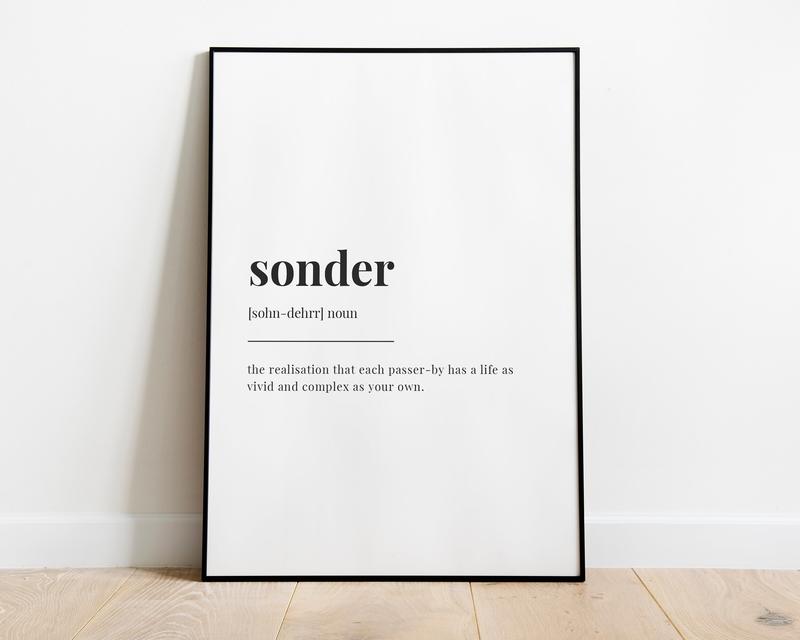 sonder
[sohn-dehrr] noun
the realisation that each passer-by has a life as
vivid and complex as your own.